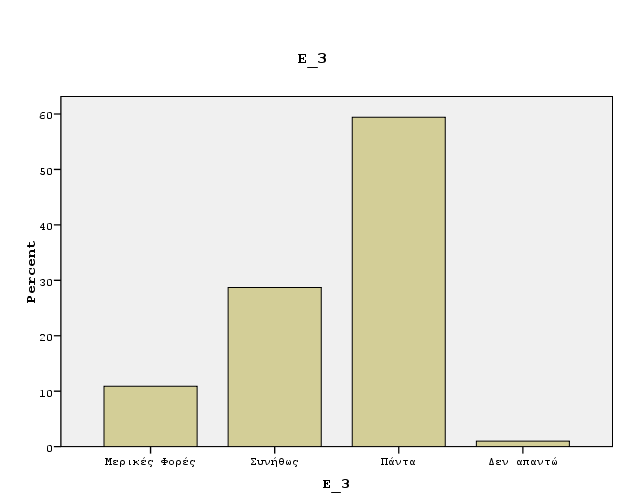 E_3
60
50
40
30
20
10
0
Percent
Μερικές Φορές
Συνήθως
Πάντα
Δεν απαντώ
E_3